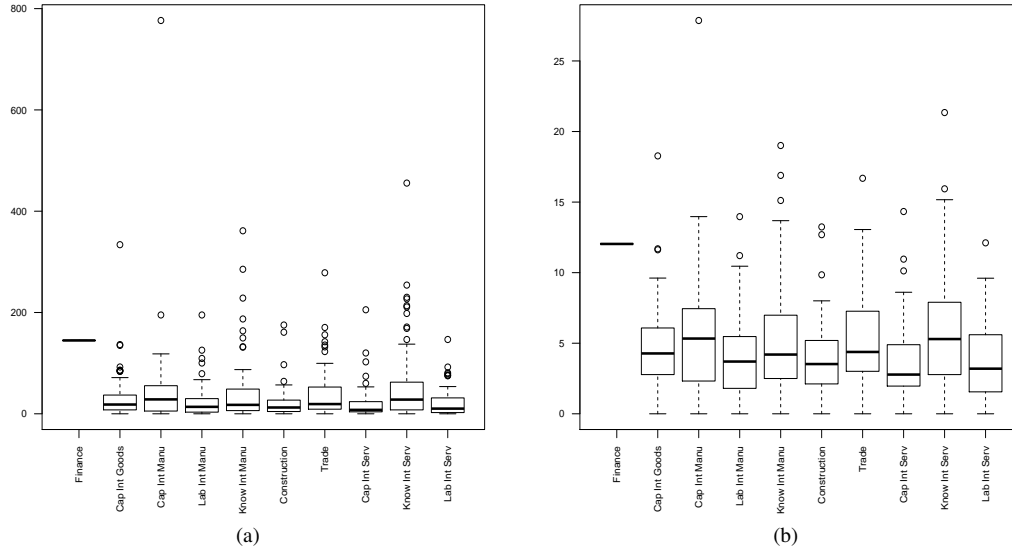 800
600
400
200
0
Finance
Cap Int Goods
Cap Int Manu
Lab Int Manu
Know Int Manu
Construction
Trade
Cap Int Serv
Know Int Serv
Lab Int Serv
(a)
25
20
15
10
5
0
Finance
Cap Int Goods
Cap Int Manu
Lab Int Manu
Know Int Manu
Construction
Trade
Cap Int Serv
Know Int Serv
Lab Int Serv
(b)